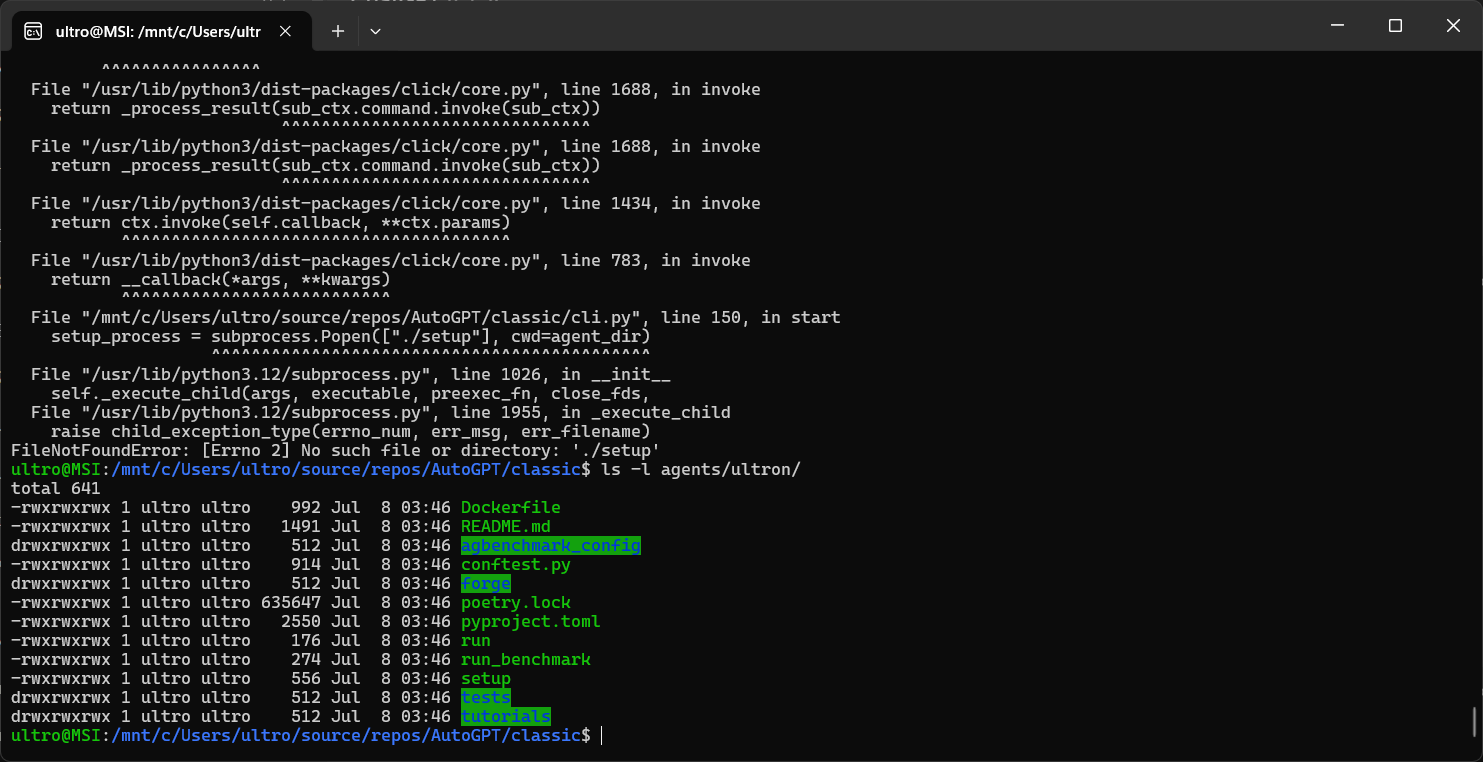 ultro@MSI: /mnt/c/Users/ultr
^^^^^^^^^^^^^^^^
File "/usr/lib/python3/dist-packages/click/core.py", line 1688, in invoke
return _process_result(sub_ctx.command.invoke(sub_ctx))
^^^^^^^^^^^^^^^^^^^^^^^^^^^^^^^
File "/usr/lib/python3/dist-packages/click/core.py", line 1688, in invoke
return _process_result(sub_ctx.command.invoke(sub_ctx))
^^^^^^^^^^^^^^^^^^^^^^^^^^^^^^^
File "/usr/lib/python3/dist-packages/click/core.py", line 1434, in invoke
return ctx.invoke(self.callback, **ctx.params)
^^^^^^^^^^^^^^^^^^^^^^^^^^^^^^^^^^^^^^^
File "/usr/lib/python3/dist-packages/click/core.py", line 783, in invoke
return __callback(*args, **kwargs)
^^^^^^^^^^^^^^^^^^^^^^^^^^^
File "/mnt/c/Users/ultro/source/repos/AutoGPT/classic/cli.py", line 150, in start
setup_process = subprocess.Popen(["./setup"], cwd=agent_dir)
^^^^^^^^^^^^^^^^^^^^^^^^^^^^^^^^^^^^^^^^^^^^
File "/usr/lib/python3.12/subprocess.py", line 1026, in __init__
self._execute_child(args, executable, preexec_fn, close_fds,
File "/usr/lib/python3.12/subprocess.py", line 1955, in _execute_child
raise child_exception_type(errno_num, err_msg, err_filename)
FileNotFoundError: [Errno 2] No such file or directory: './setup'
ultro@MSI:/mnt/c/Users/ultro/source/repos/AutoGPT/classic$ ls -l agents/ultron/
total 641
-rwxrwxrwx 1 ultro ultro    992 Jul  8 03:46 Dockerfile
-rwxrwxrwx 1 ultro ultro   1491 Jul  8 03:46 README.md
drwxrwxrwx 1 ultro ultro    512 Jul  8 03:46 agbenchmark_config
-rwxrwxrwx 1 ultro ultro    914 Jul  8 03:46 conftest.py
drwxrwxrwx 1 ultro ultro    512 Jul  8 03:46 forge
-rwxrwxrwx 1 ultro ultro 635647 Jul  8 03:46 poetry.lock
-rwxrwxrwx 1 ultro ultro   2550 Jul  8 03:46 pyproject.toml
-rwxrwxrwx 1 ultro ultro    176 Jul  8 03:46 run
-rwxrwxrwx 1 ultro ultro    274 Jul  8 03:46 run_benchmark
-rwxrwxrwx 1 ultro ultro    556 Jul  8 03:46 setup
drwxrwxrwx 1 ultro ultro    512 Jul  8 03:46 tests
drwxrwxrwx 1 ultro ultro    512 Jul  8 03:46 tutorials
ultro@MSI:/mnt/c/Users/ultro/source/repos/AutoGPT/classic$